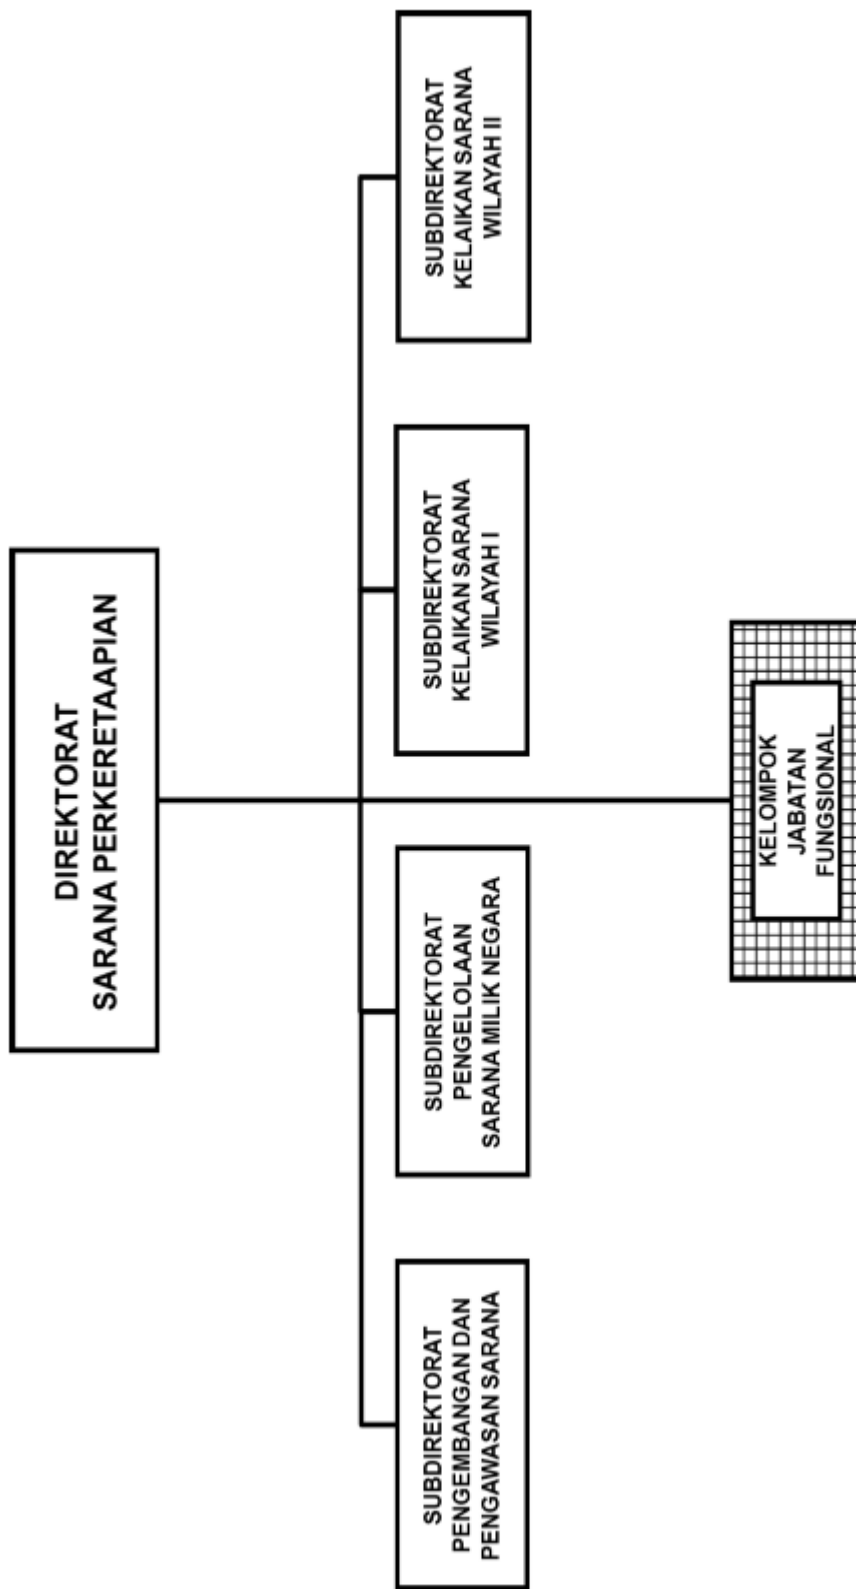 DIREKTORAT
SARANA PERKERETAAPIAN
SUBDIREKTORAT
PENGEMBANGAN DAN
PENGAWASAN SARANA
SUBDIREKTORAT
PENGELOLAAN
SARANA MILIK NEGARA
SUBDIREKTORAT
KELAIKAN SARANA
WILAYAH I
SUBDIREKTORAT
KELAIKAN SARANA
WILAYAH II
KELOMPOK
JABATAN
FUNGSIONAL